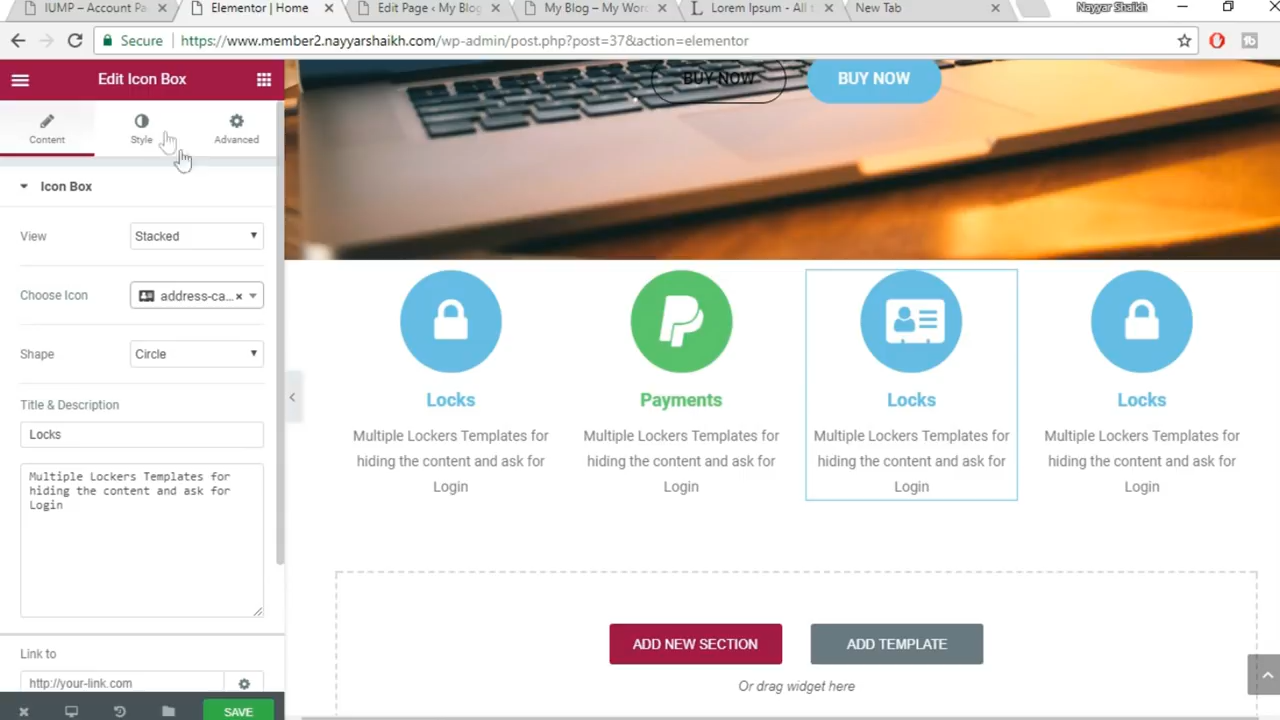 IUMP – Account Pa
Elementor | Home
Edit Page ‹ My Blog
My Blog – My Wor
Lorem Ipsum - All t
New Tab
Nayyar Shaikh
Secure
https://www.member2.nayyarshaikh.com/wp-admin/post.php?post=37&action=elementor
Edit Icon Box
Content
Style
Advanced
Icon Box
View
Stacked
Choose Icon
address-ca...
Shape
Circle
Title & Description
Locks
Multiple Lockers Templates for
hiding the content and ask for
Login
Link to
http://your-link.com
SAVE
BUY NOW
BUY NOW
Locks
Multiple Lockers Templates for
hiding the content and ask for
Login
Payments
Multiple Lockers Templates for
hiding the content and ask for
Login
Locks
Multiple Lockers Templates for
hiding the content and ask for
Login
Locks
Multiple Lockers Templates for
hiding the content and ask for
Login
ADD NEW SECTION
ADD TEMPLATE
Or drag widget here